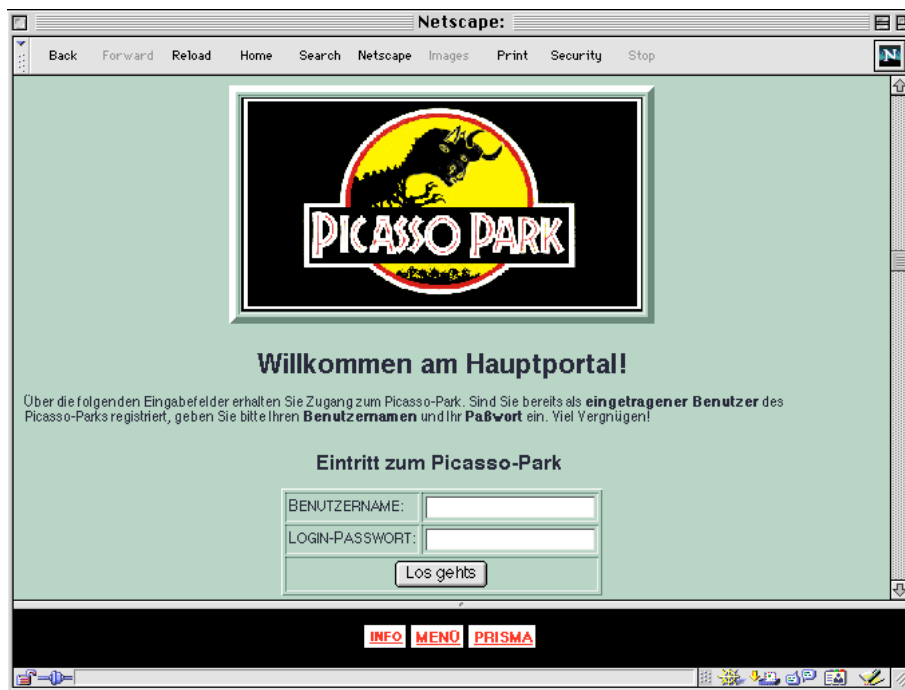 Netscape:
Back Forward Reload Home Search Netscape Images Print Security Stop
N
PICASSO PARK
Willkommen am Hauptportal!
Über die folgenden Eingabefelder erhalten Sie Zugang zum Picasso-Park. Sind Sie bereits als eingetragener Benutzer des
Picasso-Parks registriert, geben Sie bitte Ihren Benutzernamen und Ihr Paßwort ein. Viel Vergnügen!
Eintritt zum Picasso-Park
BENUTZERNAME:
LOGIN-PASSWORT:
Los gehts
INFO MENÜ PRISMA